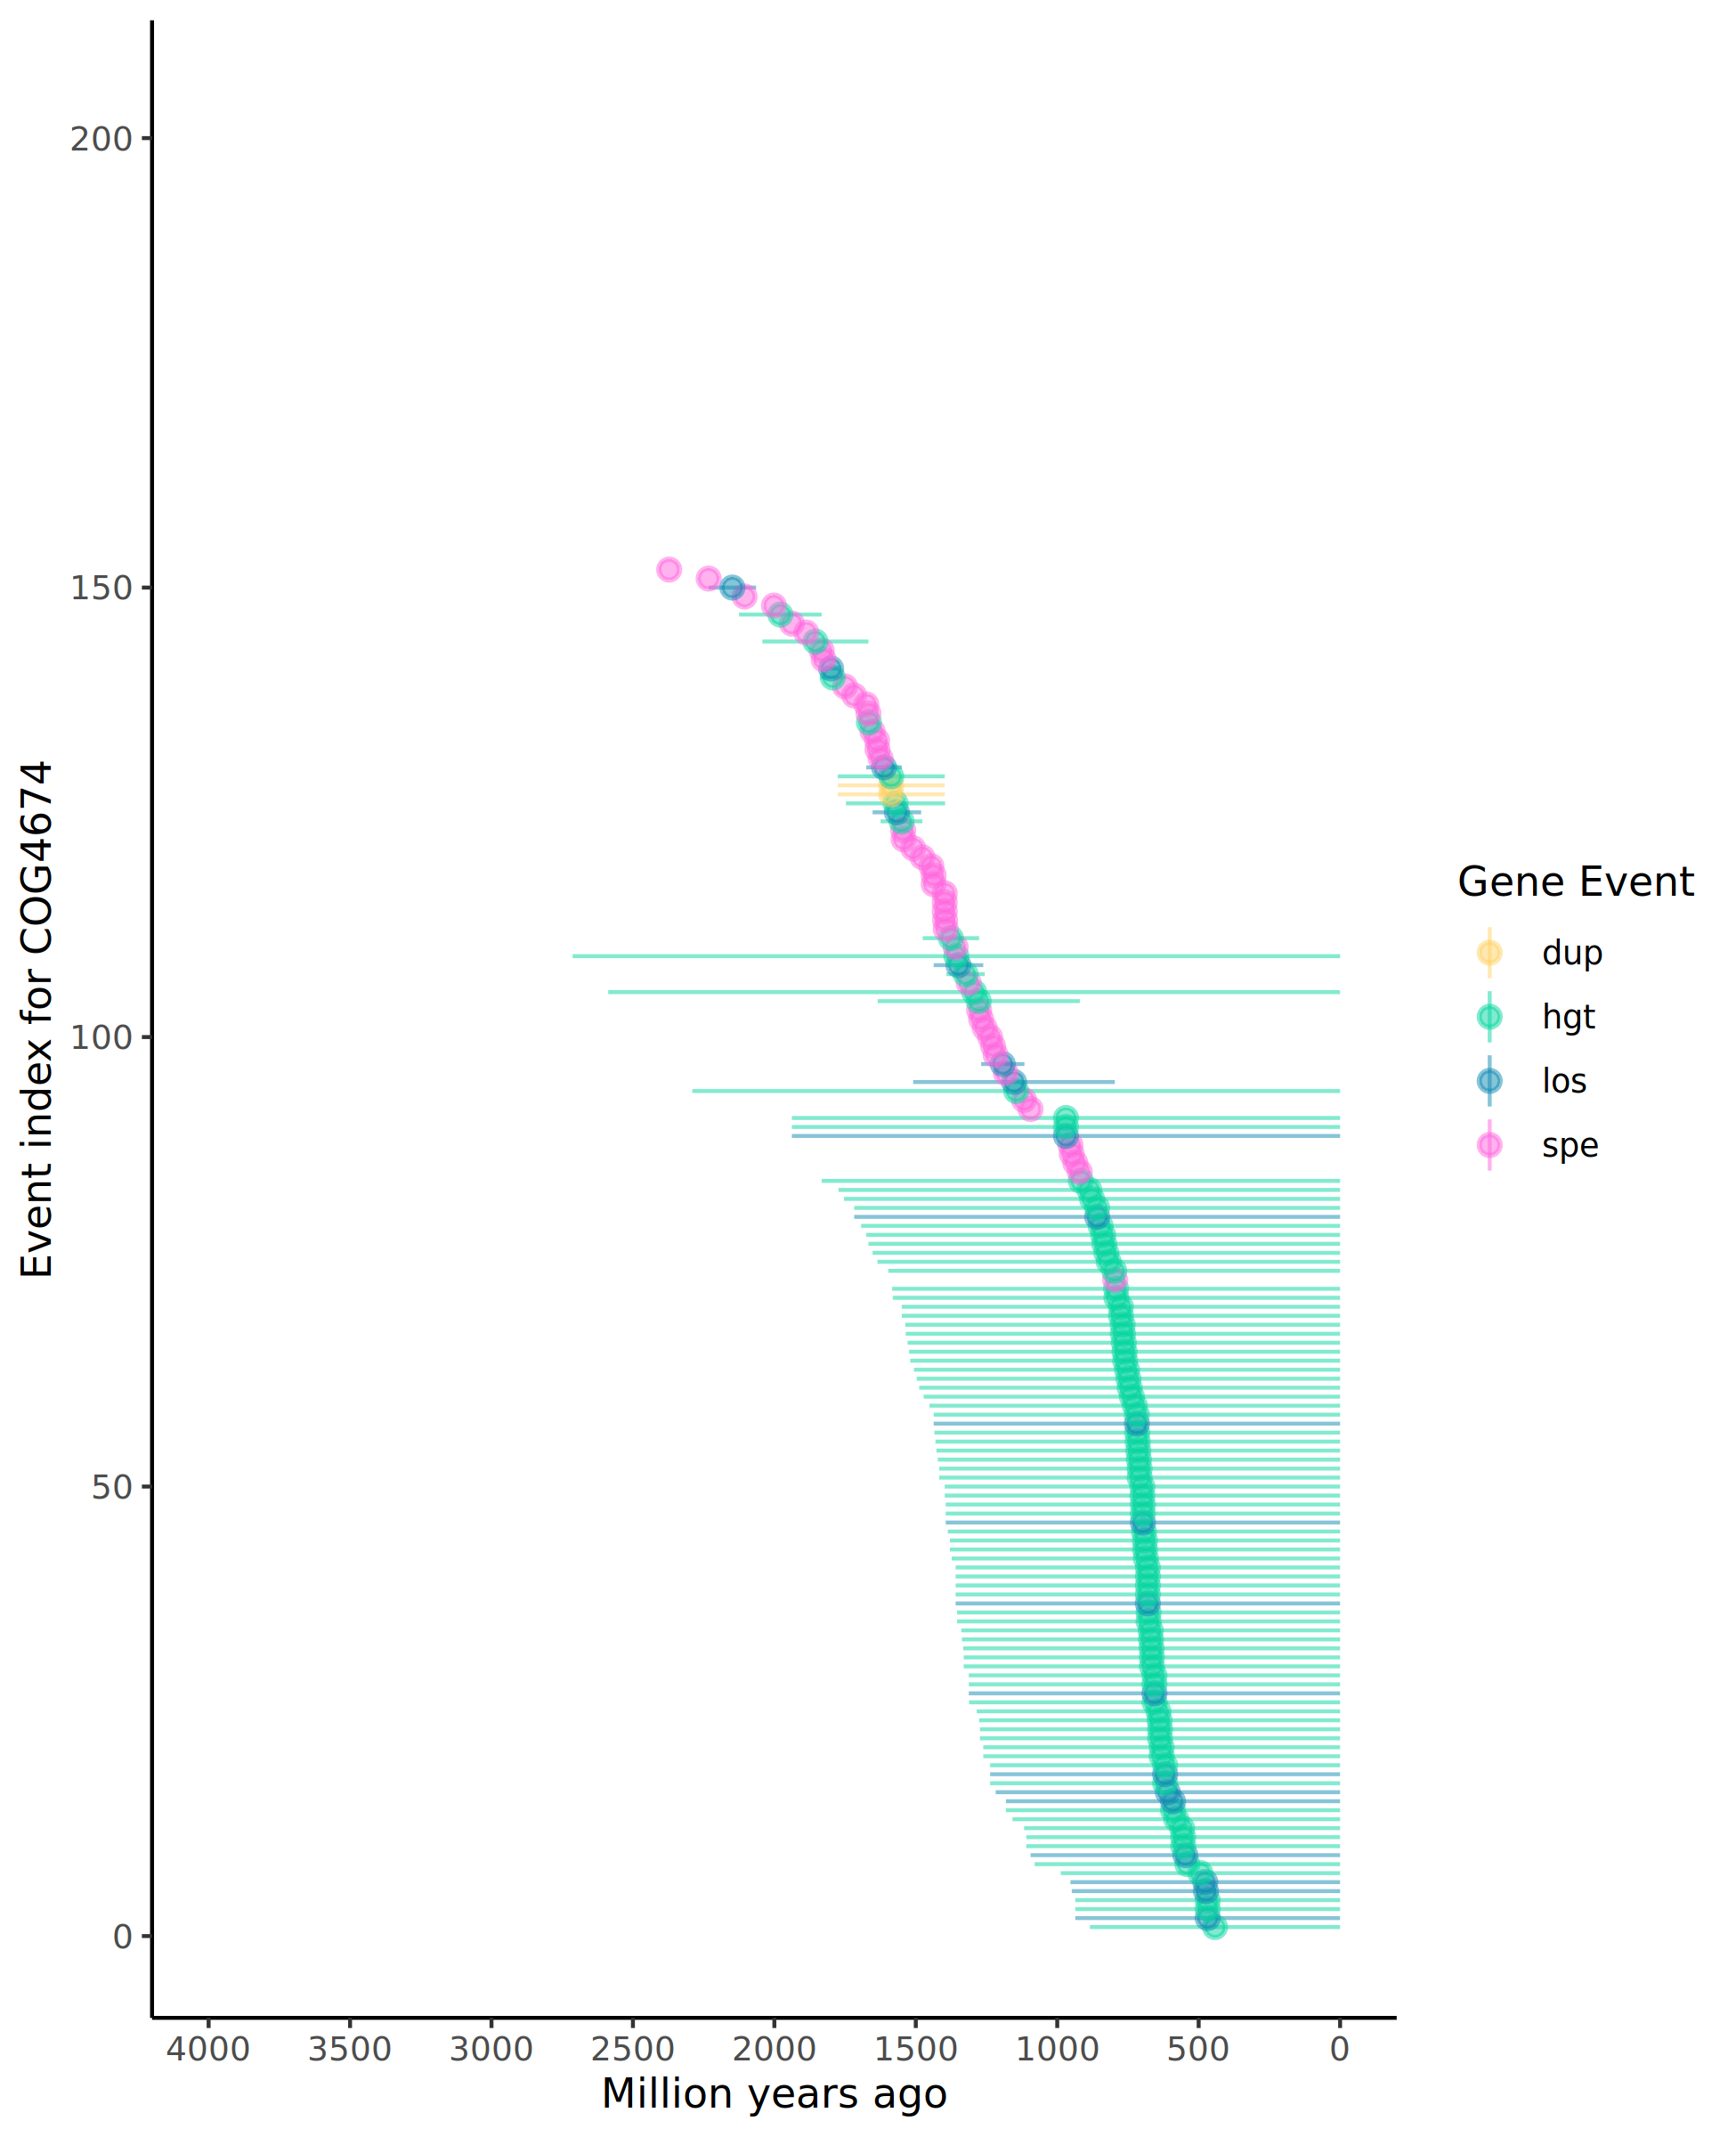 Event index for COG4674
200
150
100
50
0
4000 3500 3000 2500 2000 1500 1000 500 0
Million years ago
Gene Event
dup
hgt
los
spe